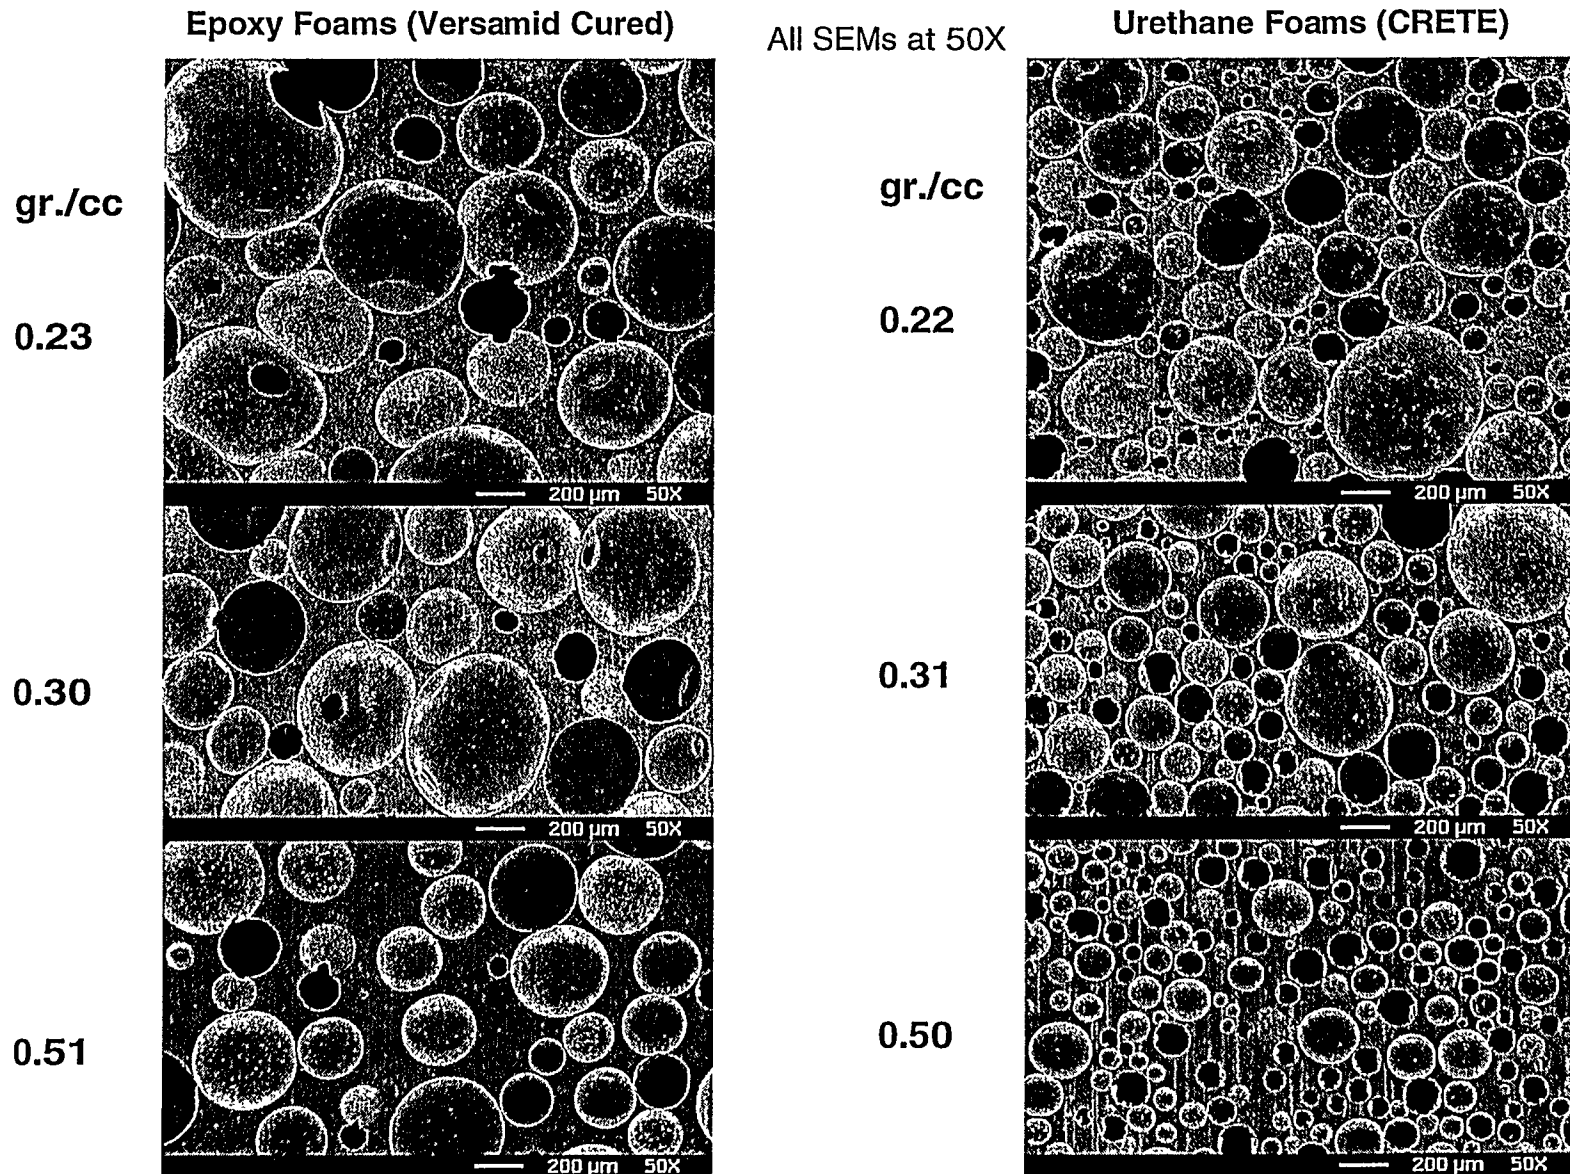 Epoxy Foams (Versamid Cured)
All SEMs at 50X
Urethane Foams (CRETE)
gr./cc
gr./cc
0.23
0.22
200 µm 50X
200 µm 50X
0.30
0.31
200 µm 50X
200 µm 50X
0.51
0.50
200 µm 50X
200 µm 50X